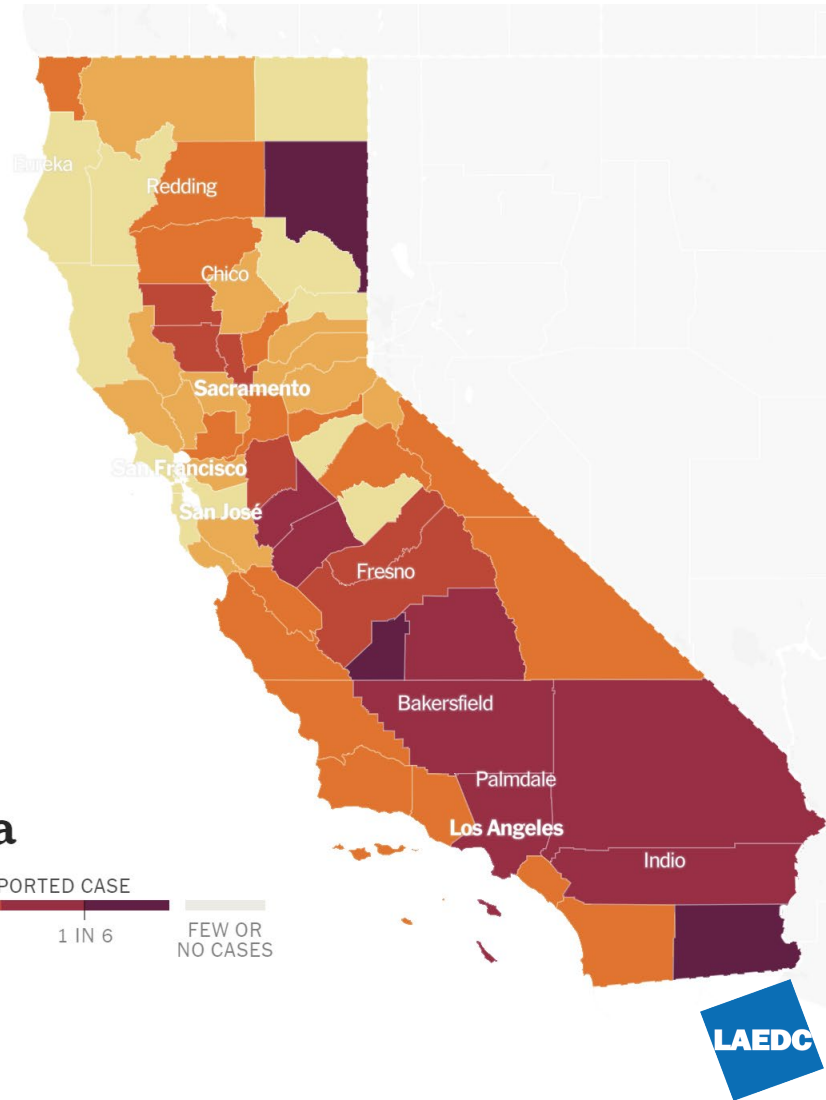 Eureka
Redding
Chico
Sacramento
San Francisco
San José
Fresno
Bakersfield
Palmdale
Los Angeles
Indio
a
PORTED CASE
1 IN 6
FEW OR
NO CASES
LAEDC